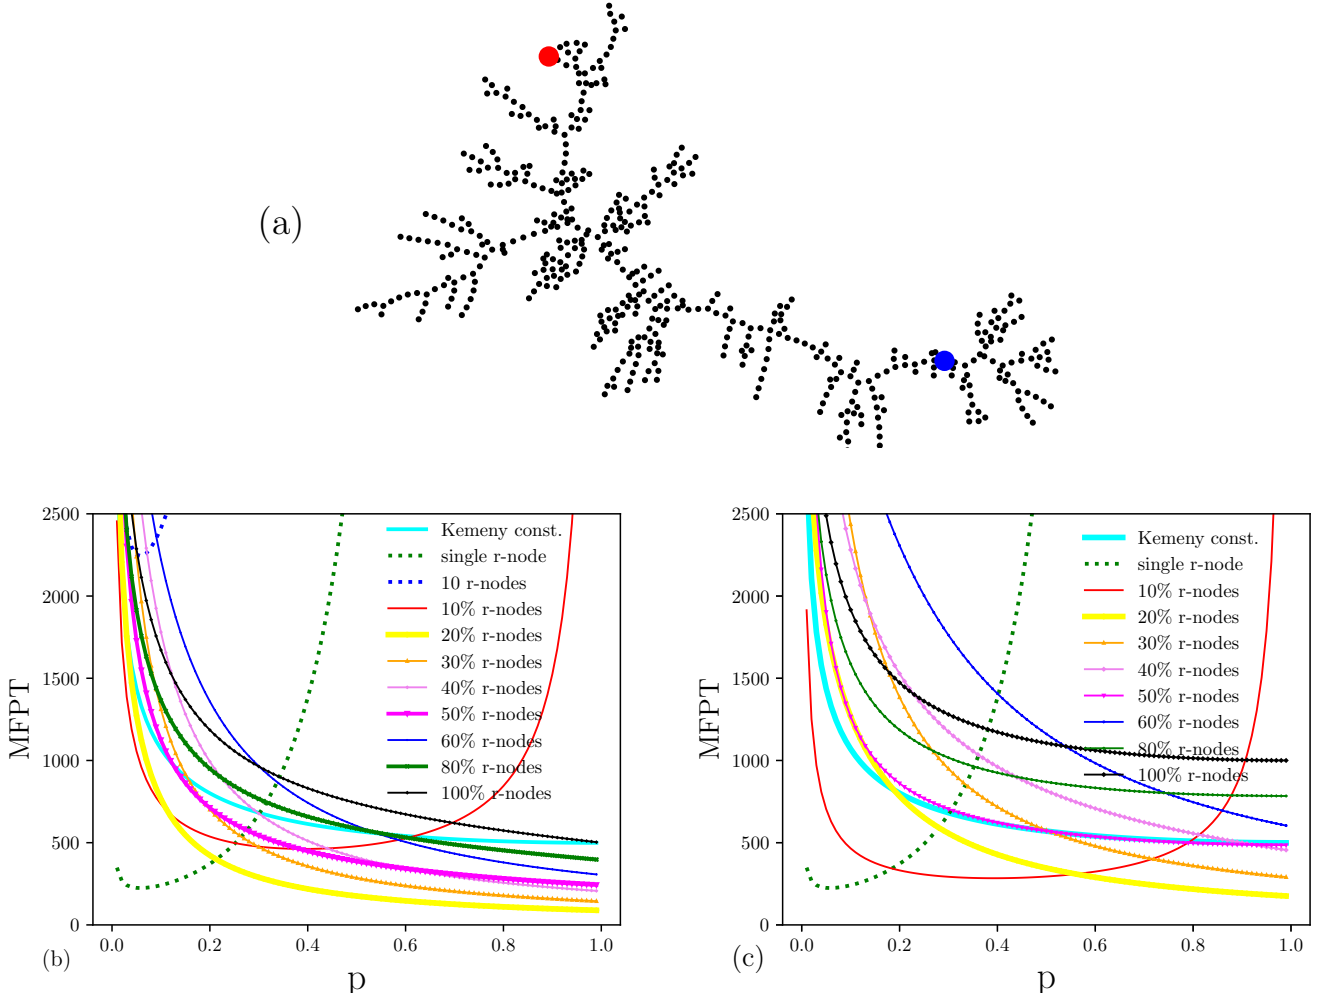 (a)
2500
2000
1500
1000
500
0
MFPT
0.0 0.2 0.4 0.6 0.8 1.0
p
(b)
Kemeny const.
single r-node
10 r-nodes
10% r-nodes
20% r-nodes
30% r-nodes
40% r-nodes
50% r-nodes
60% r-nodes
80% r-nodes
100% r-nodes
2500
2000
1500
1000
500
0
MFPT
0.0 0.2 0.4 0.6 0.8 1.0
p
(c)
Kemeny const.
single r-node
10% r-nodes
20% r-nodes
30% r-nodes
40% r-nodes
50% r-nodes
60% r-nodes
80% r-nodes
100% r-nodes